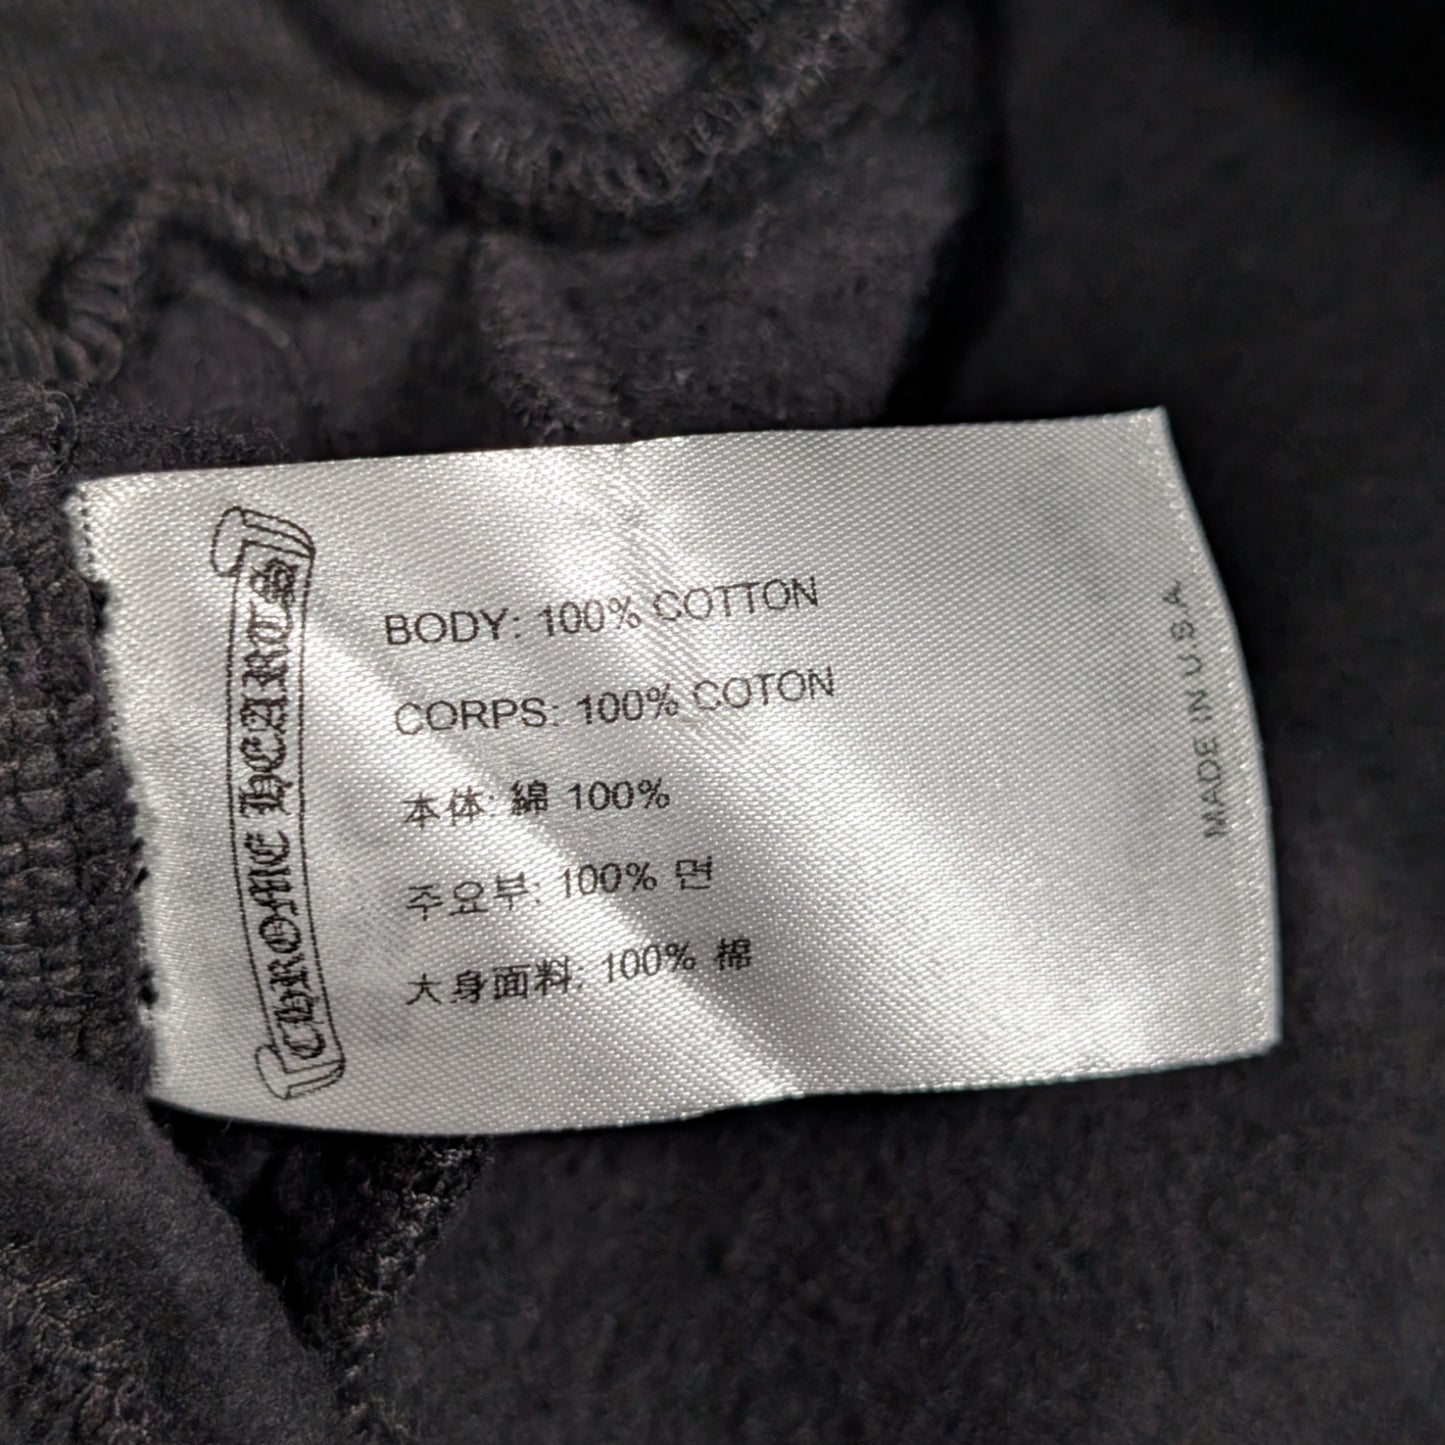 CHROME HEARTS
BODY: 100% COTTON
CORPS: 100% COTON
本体: 綿 100%
주요부: 100% 면
大身面料: 100% 棉
MADE IN U.S.A